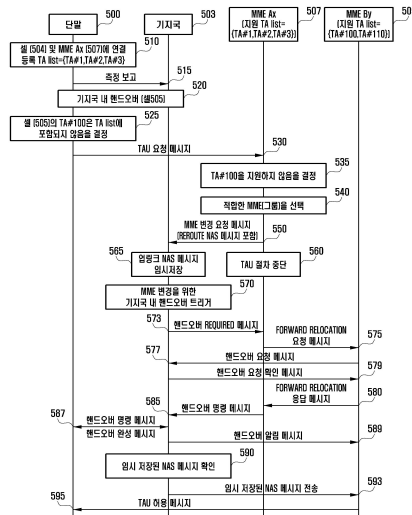 단말
500
기지국
503
MME Ax
(지원 TA list=
{TA#1,TA#2,TA#3})
507
MME By
(지원 TA list=
{TA#100,TA#110})
50
셀 (504) 및 MME Ax (507)에 연결
등록 TA list={TA#1,TA#2,TA#3}
510
측정 보고
515
기지국 내 핸드오버 (셀505)
520
셀 (505)의 TA#100은 TA list에
포함되지 않음을 결정
525
TAU 요청 메시지
530
TA#100을 지원하지 않음을 결정
535
적합한 MME(그룹)을 선택
540
MME 변경 요청 메시지
(REROUTE NAS 메시지 포함)
550
565
업링크 NAS 메시지
임시저장
TAU 절차 중단
560
MME 변경을 위한
기지국 내 핸드오버 트리거
570
573
핸드오버 REQUIRED 메시지
FORWARD RELOCATION
요청 메시지
575
577
핸드오버 요청 메시지
핸드오버 요청 확인 메시지
579
FORWARD RELOCATION
응답 메시지
580
585
핸드오버 명령 메시지
587
핸드오버 명령 메시지
핸드오버 완성 메시지
핸드오버 알림 메시지
589
임시 저장된 NAS 메시지 확인
590
임시 저장된 NAS 메시지 전송
593
595
TAU 허용 메시지